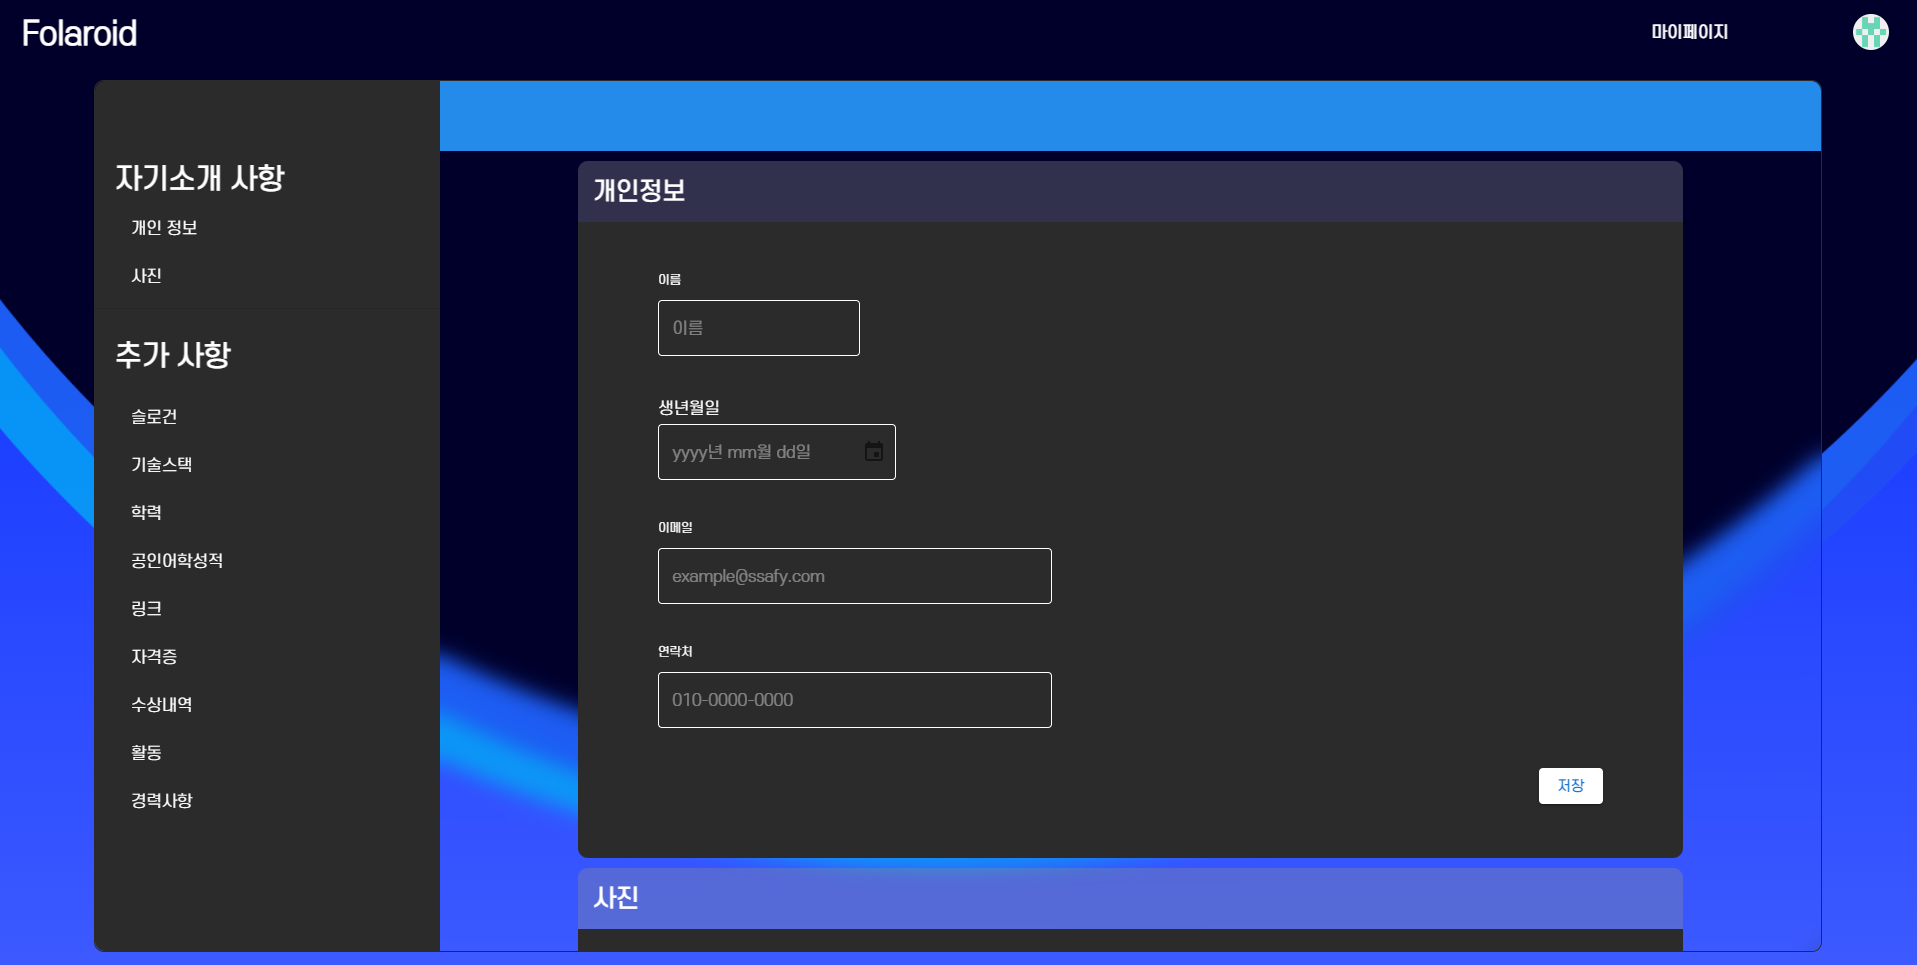 Folaroid
마이페이지
자기소개 사항
개인 정보
사진
추가 사항
슬로건
기술스택
학력
공인어학성적
링크
자격증
수상내역
활동
경력사항
개인정보
이름
이름
생년월일
yyyy년 mm월 dd일
이메일
example@ssafy.com
연락처
010-0000-0000
저장
사진